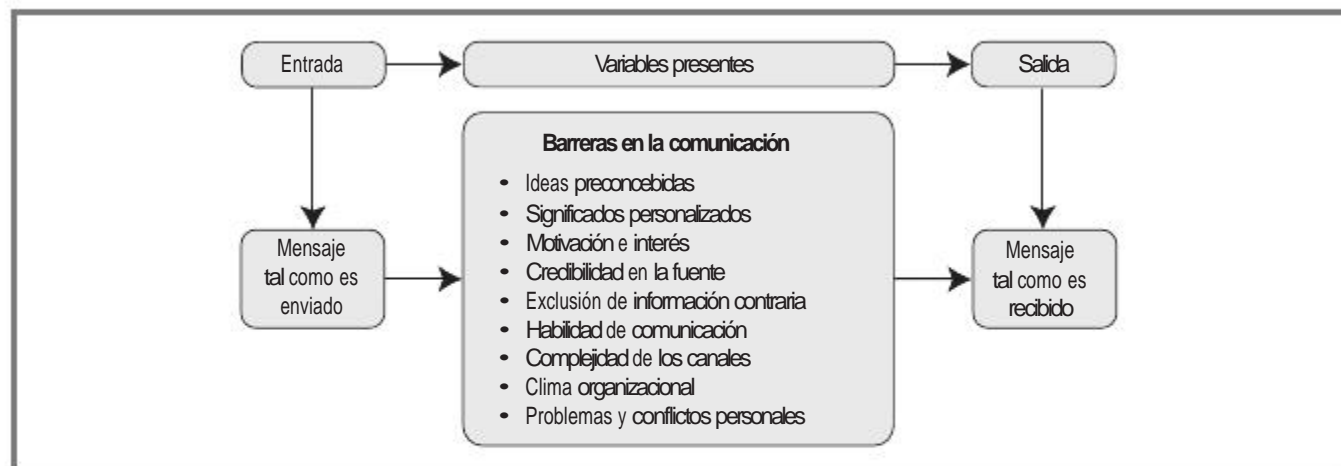 Entrada
Variables presentes
Salida
Barreras en la comunicación
• Ideas preconcebidas
• Significados personalizados
• Motivación e interés
• Credibilidad en la fuente
• Exclusión de información contraria
• Habilidad de comunicación
• Complejidad de los canales
• Clima organizacional
• Problemas y conflictos personales
Mensaje
tal como es
enviado
Mensaje
tal como es
recibido